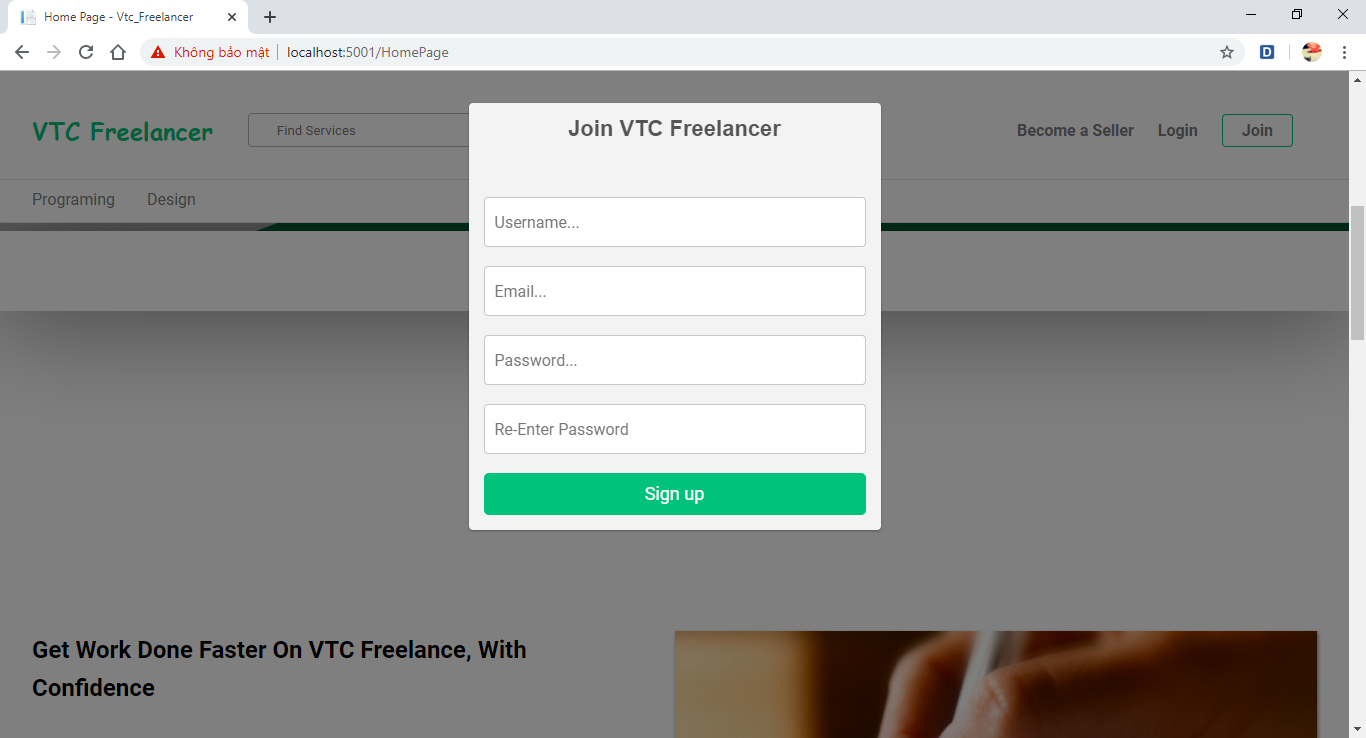 Home Page - Vtc_Freelancer
Không bảo mật localhost:5001/HomePage
D
VTC Freelancer
Find Services
Become a Seller Login Join
Programing Design
Join VTC Freelancer
Username...
Email...
Password...
Re-Enter Password
Sign up
Get Work Done Faster On VTC Freelance, With
Confidence